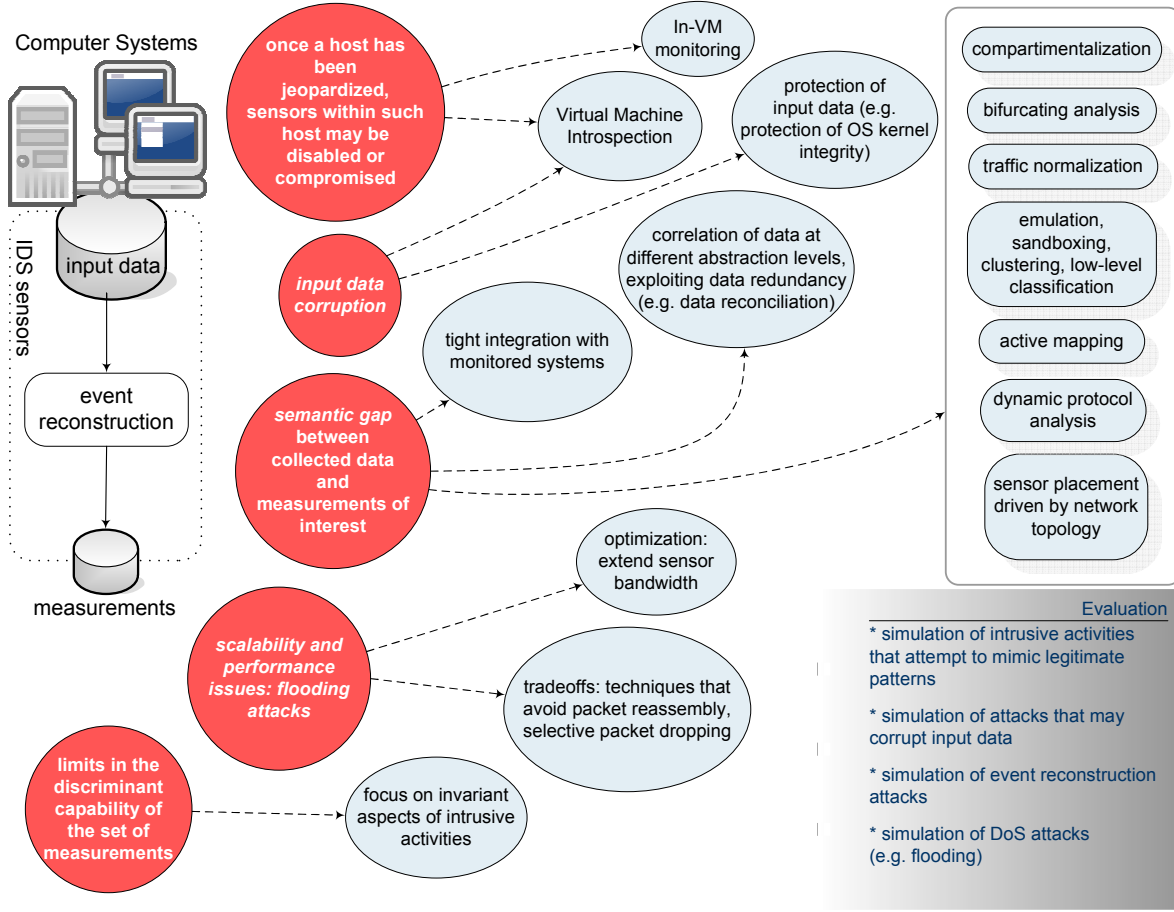 Computer Systems
IDS sensors
input data
event
reconstruction
measurements
once a host has
been
jeopardized,
sensors within such
host may be
disabled or
compromised
In-VM
monitoring
Virtual Machine
Introspection
protection of
input data (e.g.
protection of OS kernel
integrity)
input data
corruption
correlation of data at
different abstraction levels,
exploiting data redundancy
(e.g. data reconciliation)
tight integration with
monitored systems
semantic gap
between
collected data
and
measurements of
interest
optimization:
extend sensor
bandwidth
scalability and
performance
issues: flooding
attacks
tradeoffs: techniques that
avoid packet reassembly,
selective packet dropping
limits in the
discriminant
capability of
the set of
measurements
focus on invariant
aspects of intrusive
activities
compartimentalization
bifurcating analysis
traffic normalization
emulation,
sandboxing,
clustering, low-level
classification
active mapping
dynamic protocol
analysis
sensor placement
driven by network
topology
Evaluation
* simulation of intrusive activities
that attempt to mimic legitimate
patterns
* simulation of attacks that may
corrupt input data
* simulation of event reconstruction
attacks
* simulation of DoS attacks
(e.g. flooding)